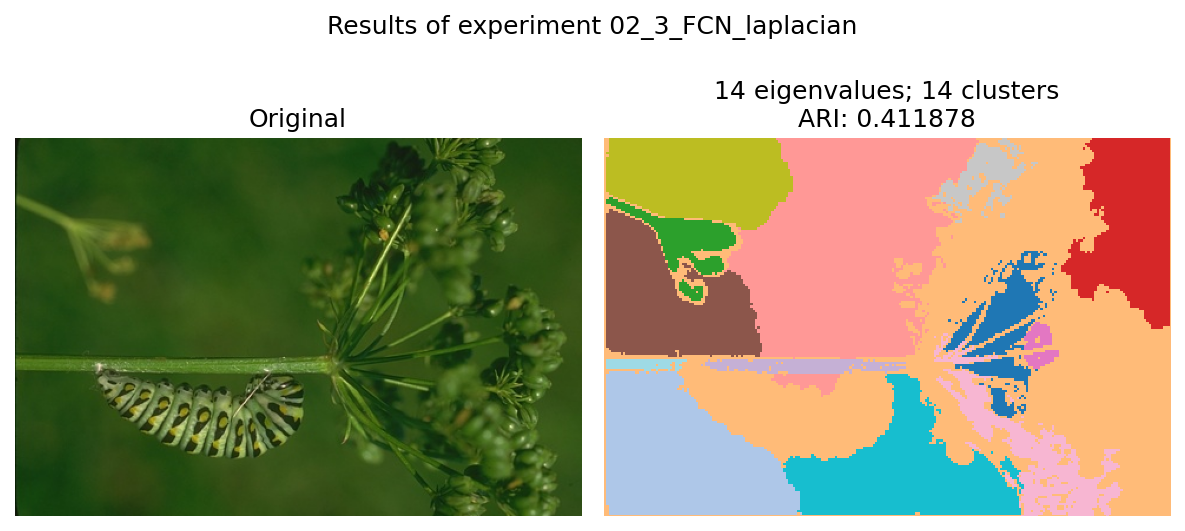 Results of experiment 02_3_FCN_laplacian
Original
14 eigenvalues; 14 clusters
ARI: 0.411878